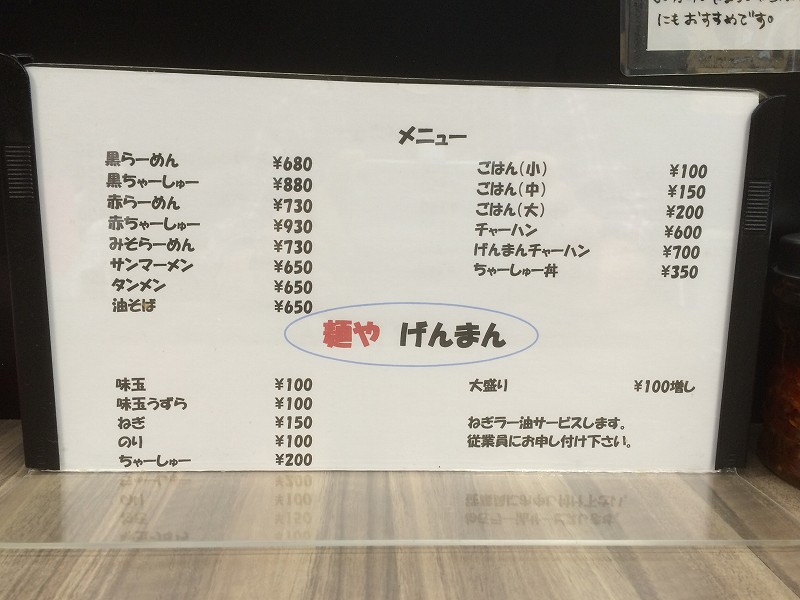 にもおすすめです。
メニュー
黒らーめん ¥680
黒ちゃーしゅー ¥880
赤らーめん ¥730
赤ちゃーしゅー ¥930
みそらーめん ¥730
サンマーメン ¥650
タンメン ¥650
油そば ¥650
ごはん(小) ¥100
ごはん(中) ¥150
ごはん(大) ¥200
チャーハン ¥600
げんまんチャーハン ¥700
ちゃーしゅー丼 ¥350
麺や げんまん
味玉 ¥100
味玉うずら ¥100
ねぎ ¥150
のり ¥100
ちゃーしゅー ¥200
大盛り ¥100増し
ねぎラー油サービスします。
従業員にお申し付け下さい。